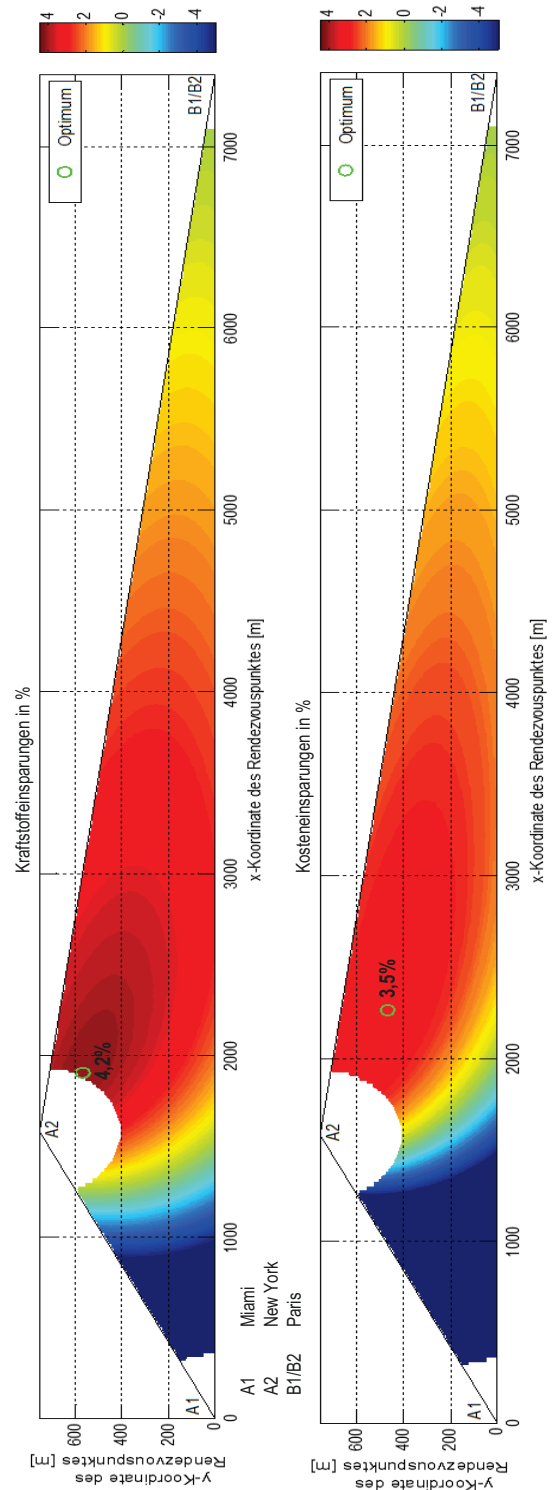 Kraftstoffeinsparungen in %
y-Koordinate des
Rendezvouspunktes [m]
600
400
200
0
A1
A2
4,2%
Optimum
B1/B2
0
1000
2000
3000
4000
5000
6000
7000
x-Koordinate des Rendezvouspunktes [m]
4
2
0
-2
-4
A1 Miami
A2 New York
B1/B2 Paris
Kosteneinsparungen in %
y-Koordinate des
Rendezvouspunktes [m]
600
400
200
0
A1
A2
3,5%
Optimum
B1/B2
0
1000
2000
3000
4000
5000
6000
7000
x-Koordinate des Rendezvouspunktes [m]
4
2
0
-2
-4